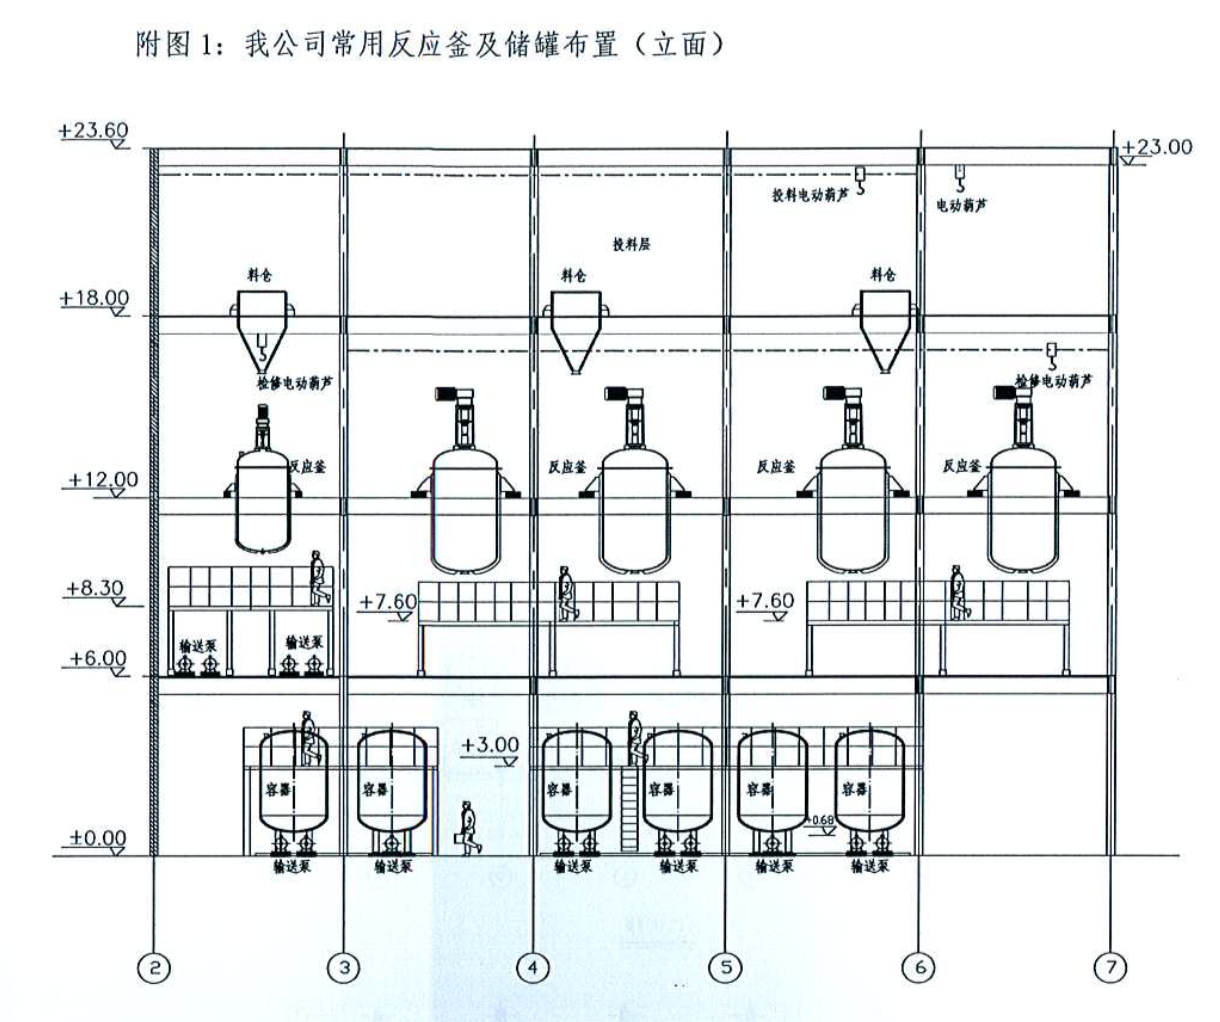 附图1：我公司常用反应釜及储罐布置（立面）
+23.60
+23.00
投料电动葫芦
电动葫芦
投料层
料仓
料仓
料仓
+18.00
检修电动葫芦
检修电动葫芦
反应釜
反应釜
反应釜
反应釜
+12.00
+8.30
+7.60
+7.60
输送泵
输送泵
+6.00
+3.00
容器
容器
容器
容器
容器
容器
+0.68
±0.00
输送泵
输送泵
输送泵
输送泵
输送泵
输送泵
2
3
4
5
6
7